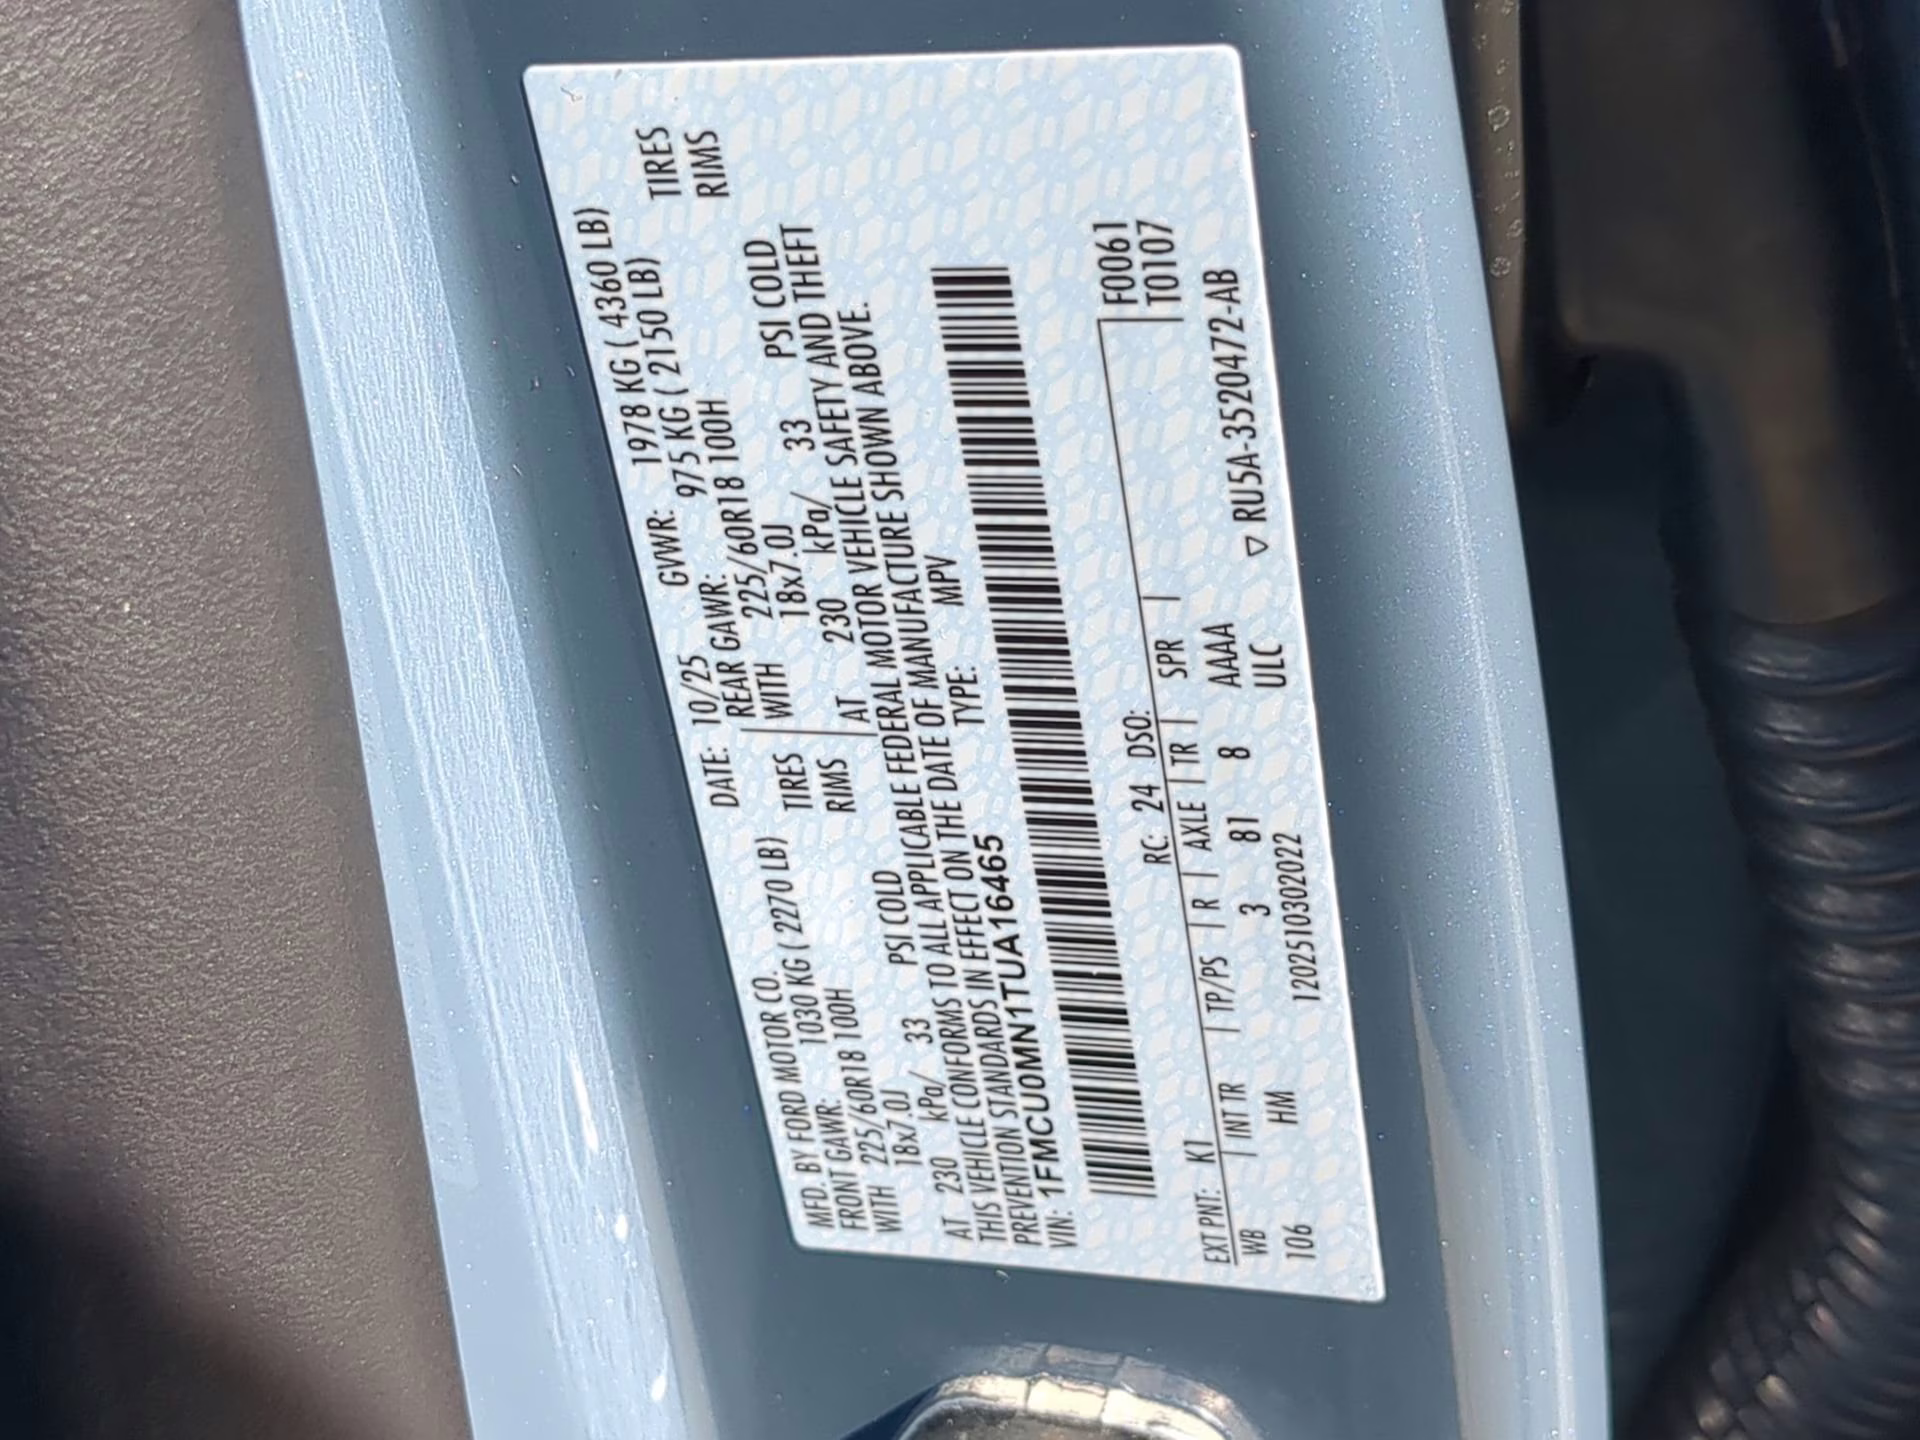 MFD. BY FORD MOTOR CO. DATE: 10/25 GVWR: 1978 KG ( 4360 LB)
FRONT GAWR: 1030 KG ( 2270 LB) REAR GAWR: 975 KG ( 2150 LB)
WITH 225/60R18 100H TIRES WITH 225/60R18 100H TIRES
18x7.0J RIMS 18x7.0J RIMS
AT 230 kPa/ 33 PSI COLD AT 230 kPa/ 33 PSI COLD
THIS VEHICLE CONFORMS TO ALL APPLICABLE FEDERAL MOTOR VEHICLE SAFETY AND THEFT
PREVENTION STANDARDS IN EFFECT ON THE DATE OF MANUFACTURE SHOWN ABOVE.
VIN: 1FMCU0MN1TUA16465 TYPE: MPV
F0061
T0107
EXT PNT: K1 RC: 24 DSO:
WB | INT TR | TP/PS | R | AXLE | TR | SPR |
106 HM 3 81 8 AAAA
ULC
12025103020​22 ▽ RU5A-3520472-AB